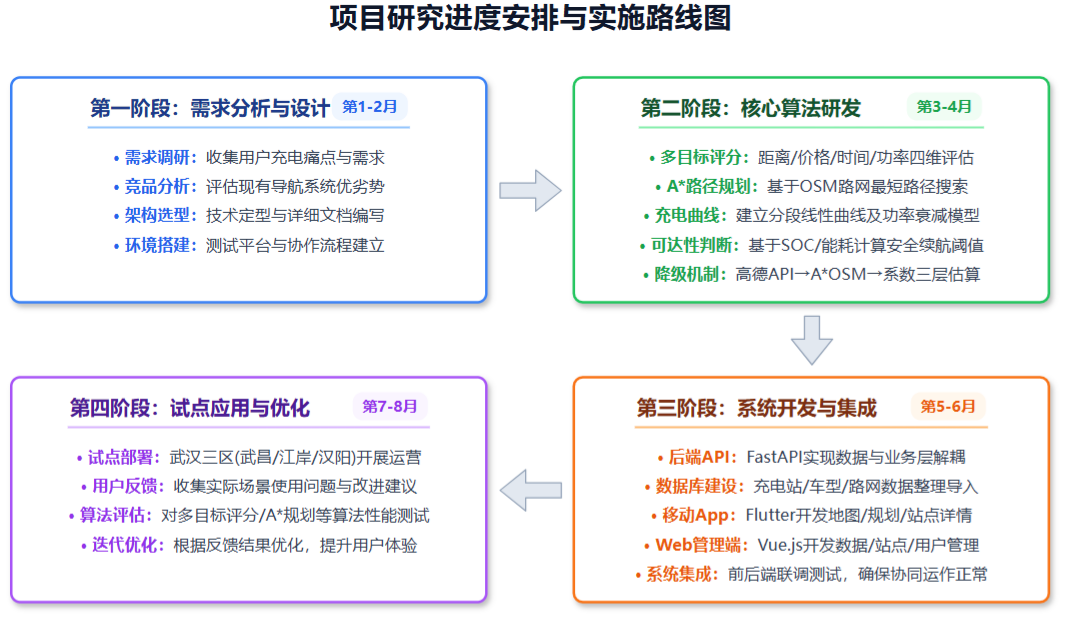 项目研究进度安排与实施路线图
第一阶段：需求分析与设计 第1-2月
• 需求调研：收集用户充电痛点与需求
• 竞品分析：评估现有导航系统优劣势
• 架构选型：技术定型与详细文档编写
• 环境搭建：测试平台与协作流程建立
第二阶段：核心算法研发 第3-4月
• 多目标评分：距离/价格/时间/功率四维评估
• A*路径规划：基于OSM路网最短路径搜索
• 充电曲线：建立分段线性曲线及功率衰减模型
• 可达性判断：基于SOC/能耗计算安全续航阈值
• 降级机制：高德API→A*OSM→系数三层估算
第三阶段：系统开发与集成 第5-6月
• 后端API：FastAPI实现数据与业务层解耦
• 数据库建设：充电站/车型/路网数据整理导入
• 移动App：Flutter开发地图/规划/站点详情
• Web管理端：Vue.js开发数据/站点/用户管理
• 系统集成：前后端联调测试，确保协同运作正常
第四阶段：试点应用与优化 第7-8月
• 试点部署：武汉三区(武昌/江岸/汉阳)开展运营
• 用户反馈：收集实际场景使用问题与改进建议
• 算法评估：对多目标评分/A*规划等算法性能测试
• 迭代优化：根据反馈结果优化，提升用户体验